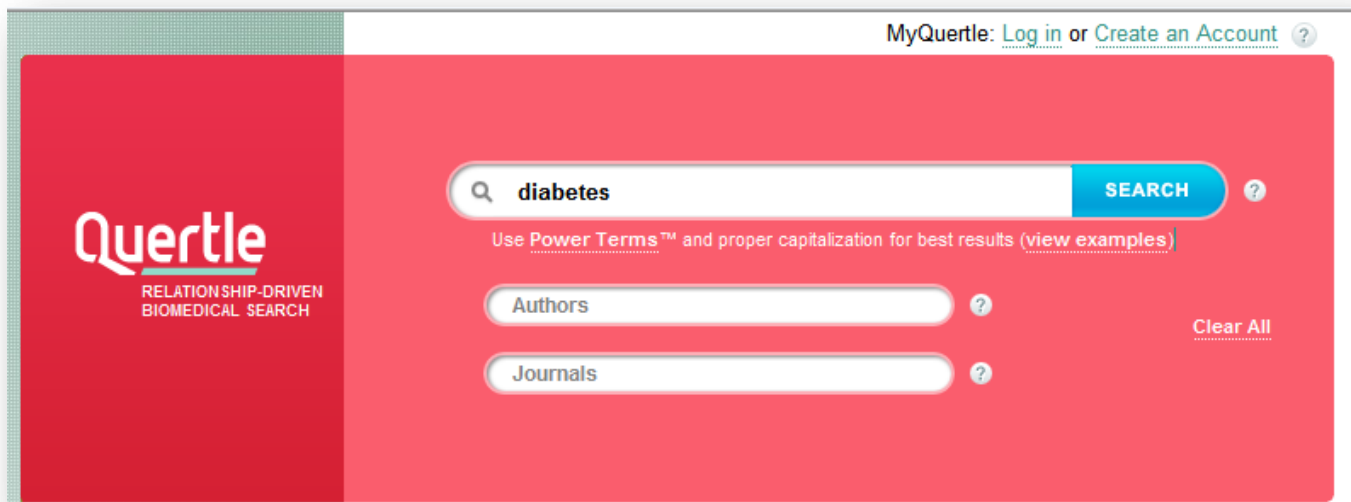 MyQuertle: Log in or Create an Account ?
diabetes SEARCH ?
Use Power Terms™ and proper capitalization for best results (view examples)
Quertle
RELATIONSHIP-DRIVEN
BIOMEDICAL SEARCH
Authors ?
Clear All
Journals ?